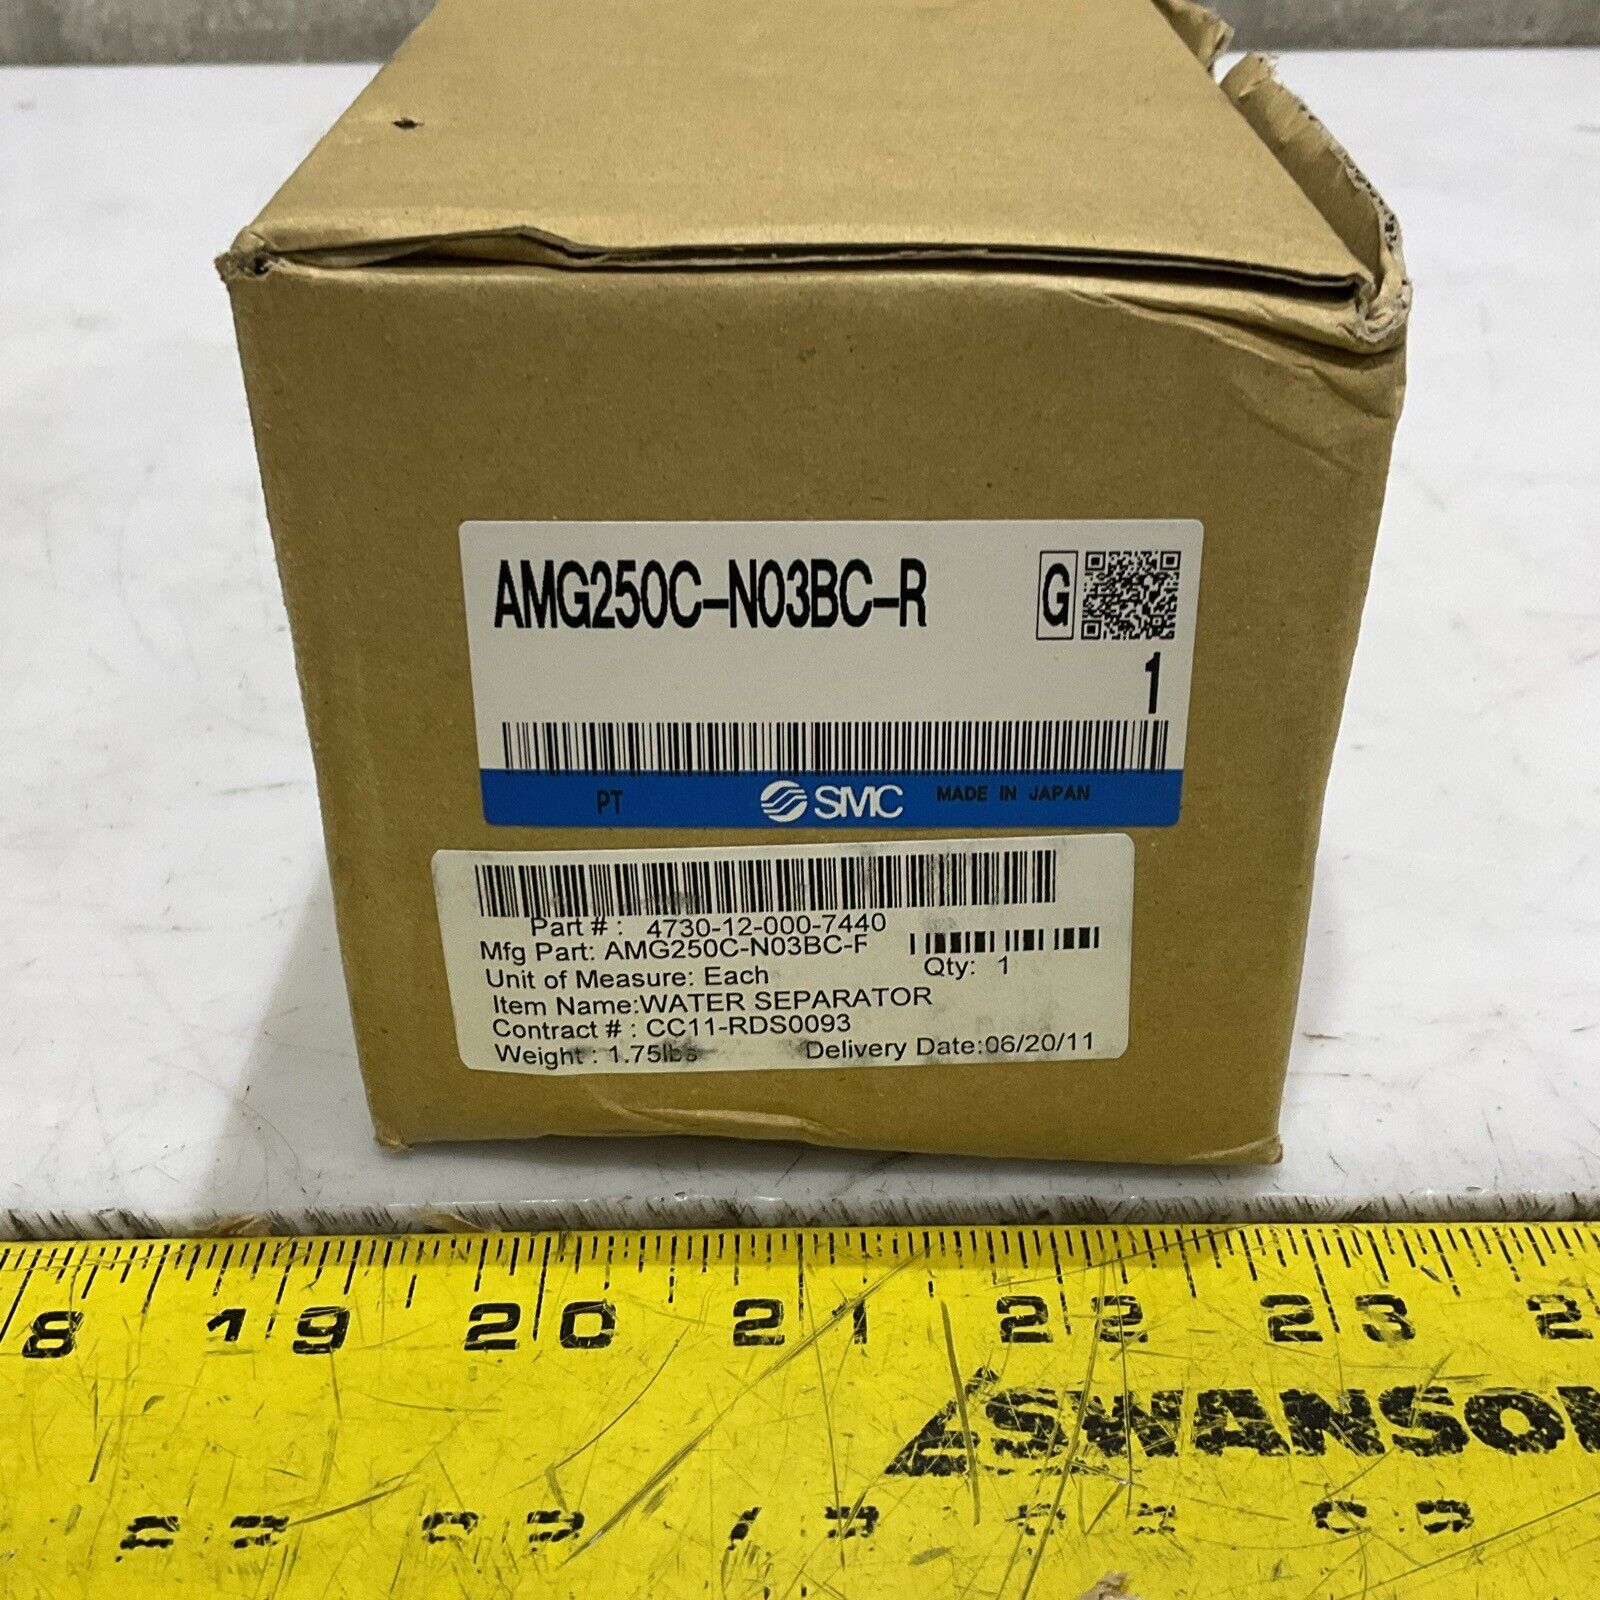 AMG250C-N03BC-R
G
1
PT SMC MADE IN JAPAN
Part # : 4730-12-000-7440
Mfg Part: AMG250C-N03BC-F
Qty: 1
Unit of Measure: Each
Item Name:WATER SEPARATOR
Contract # : CC11-RDS0093
Weight : 1.75lbs Delivery Date:06/20/11
8 19 20 21 22 23 2
SWANSO